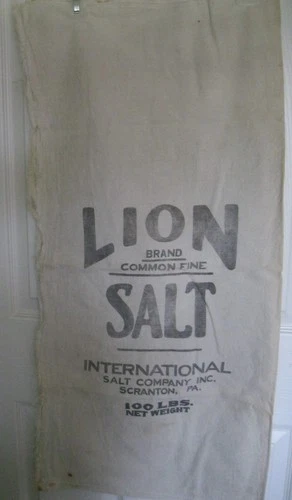 LION
BRAND
COMMON FINE
SALT
INTERNATIONAL
SALT COMPANY INC.
SCRANTON, PA.
100 LBS.
NET WEIGHT